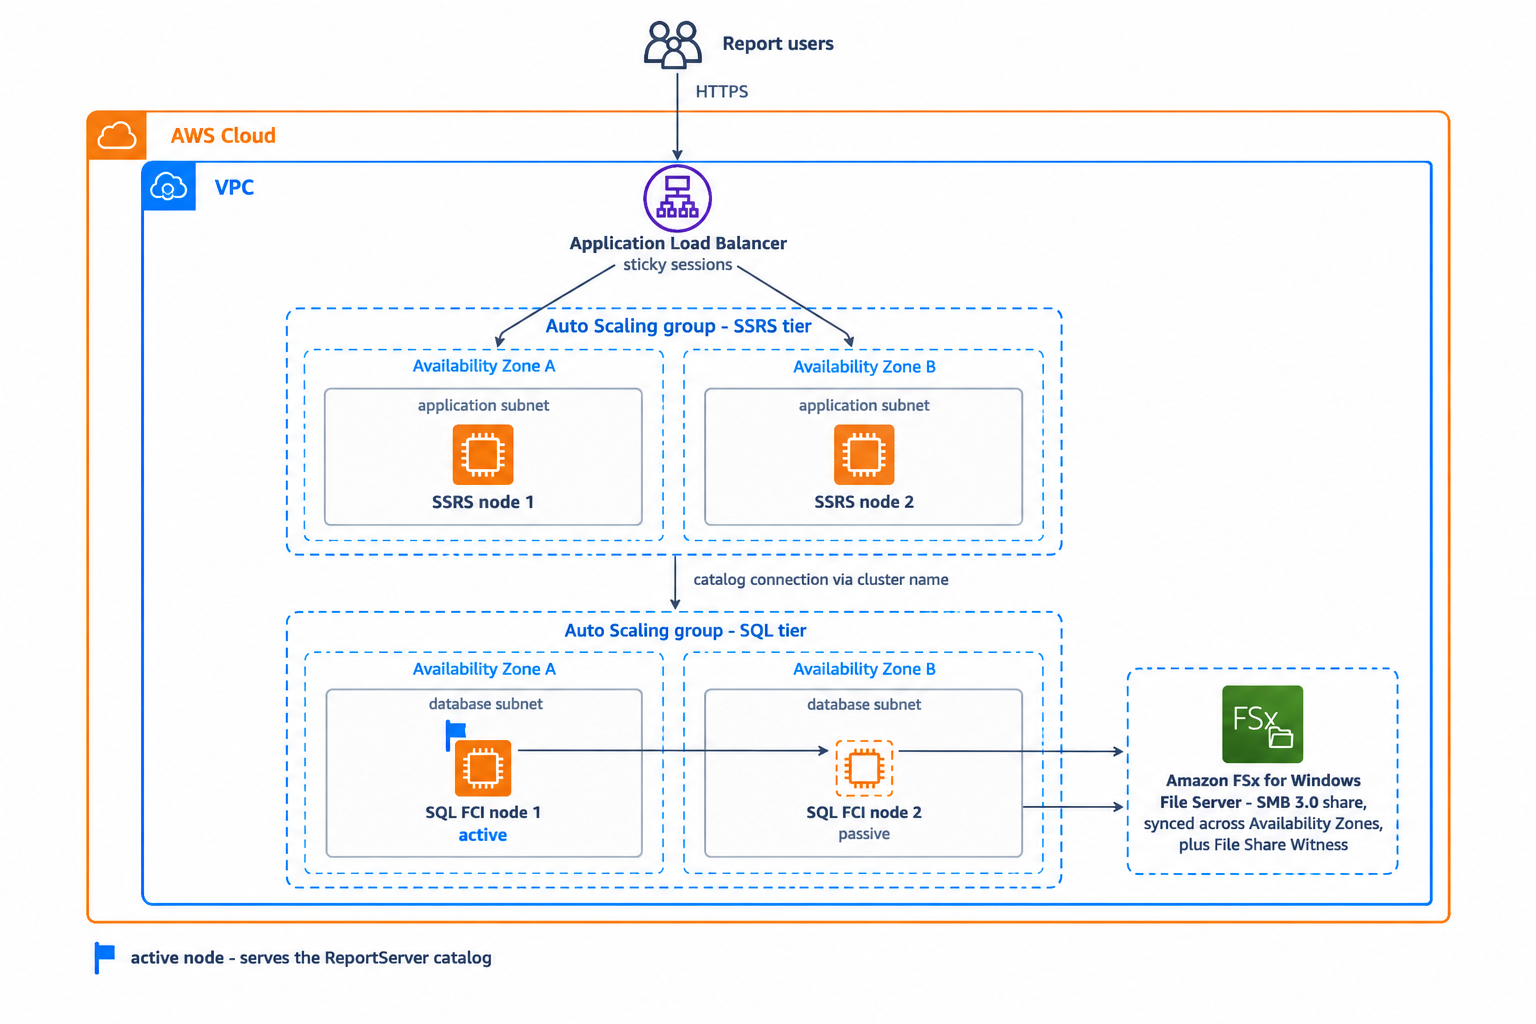 Report users
HTTPS
AWS Cloud
VPC
Application Load Balancer
sticky sessions
Auto Scaling group - SSRS tier
Availability Zone A
Availability Zone B
application subnet
application subnet
SSRS node 1
SSRS node 2
catalog connection via cluster name
Auto Scaling group - SQL tier
Availability Zone A
Availability Zone B
database subnet
database subnet
SQL FCI node 1
active
SQL FCI node 2
passive
FSx
Amazon FSx for Windows
File Server - SMB 3.0 share,
synced across Availability Zones,
plus File Share Witness
active node - serves the ReportServer catalog